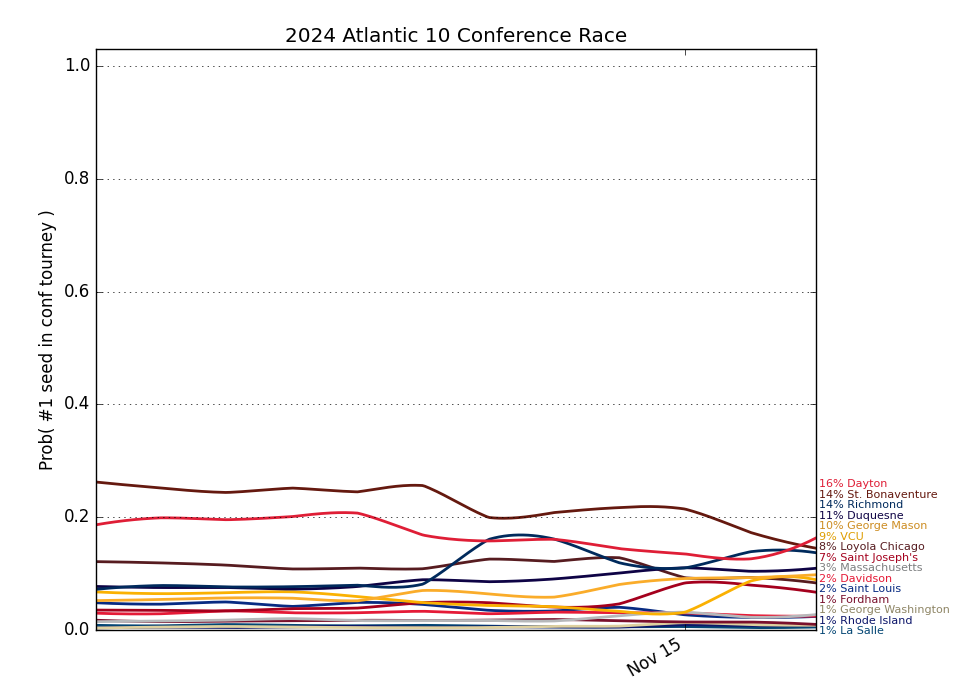 2024 Atlantic 10 Conference Race
Prob( #1 seed in conf tourney )
1.0
0.8
0.6
0.4
0.2
0.0
Nov 15
16% Dayton
14% St. Bonaventure
14% Richmond
11% Duquesne
10% George Mason
9% VCU
8% Loyola Chicago
7% Saint Joseph's
3% Massachusetts
2% Davidson
2% Saint Louis
1% Fordham
1% George Washington
1% Rhode Island
1% La Salle